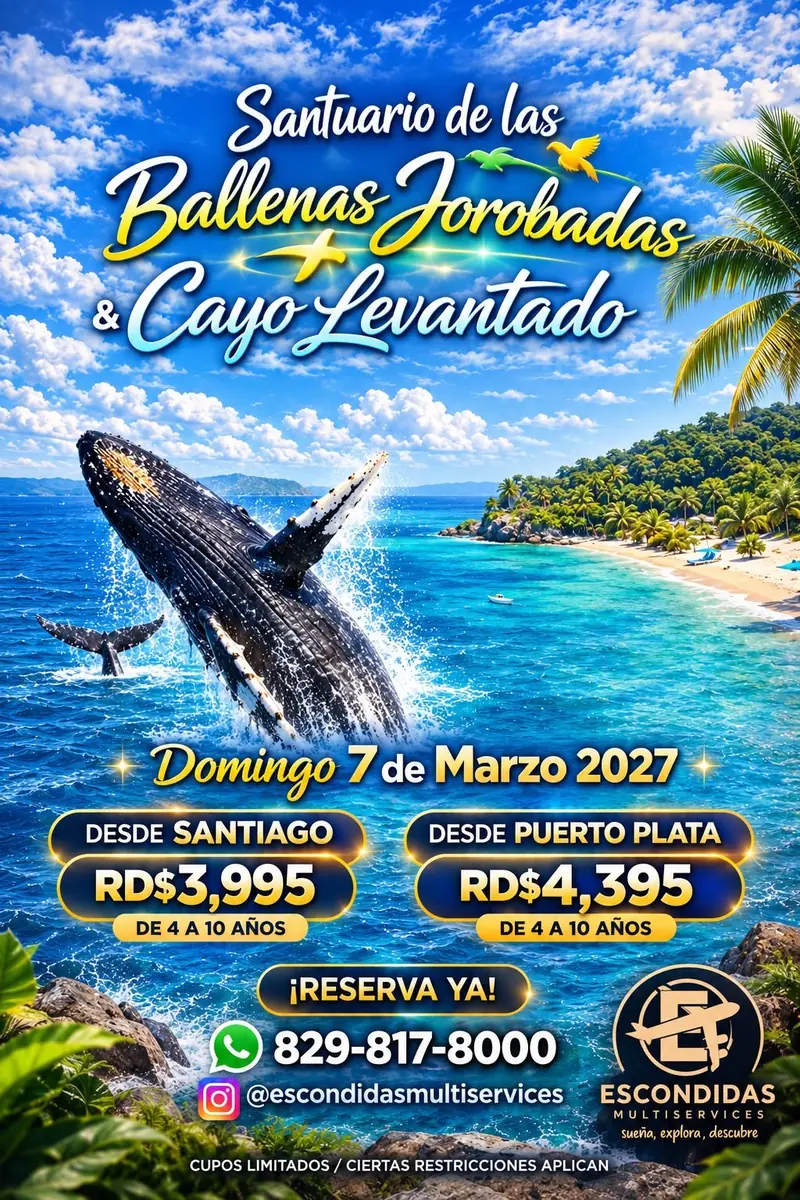 Santuario de las
Ballenas Jorobadas
& Cayo Levantado
Domingo 7 de Marzo 2027
DESDE SANTIAGO
RD$3,995
DE 4 A 10 AÑOS
DESDE PUERTO PLATA
RD$4,395
DE 4 A 10 AÑOS
¡RESERVA YA!
829-817-8000
@escondidasmultiservices
E
ESCONDIDAS
MULTISERVICES
sueña, explora, descubre
CUPOS LIMITADOS / CIERTAS RESTRICCIONES APLICAN